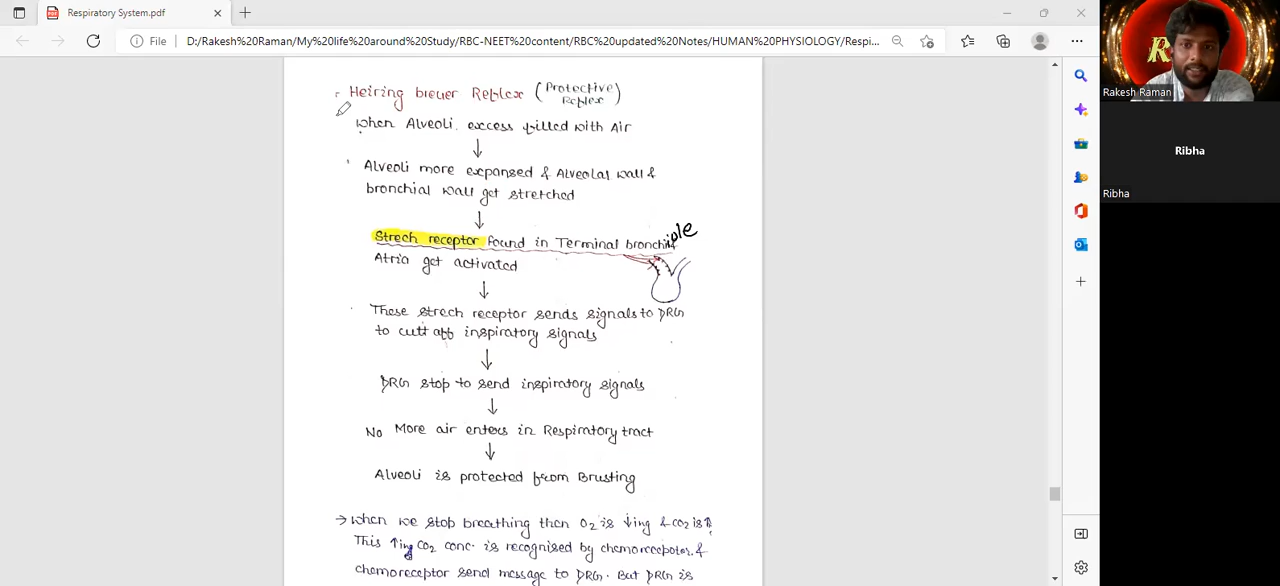 Respiratory System.pdf
File
D:/Rakesh%20Raman/My%20life%20around%20Study/RBC-NEET%20content/RBC%20updated%20Notes/HUMAN%20PHYSIOLOGY/Respi...
Heiring breuer Reflex (Protective
Reflex)
when Alveoli. excess filled with Air
Alveoli more expansed & Alveolar wall &
bronchial wall get stretched
Strech receptor found in Terminal bronchiole
Atria get activated
These strech receptor sends signals to DRG
to cutt off inspiratory signals
DRG stop to send inspiratory signals
No More air enters in Respiratory tract
Alveoli is protected from Brusting
→ when we stop breathing then O2 is ↓ing & CO2 is ↑
This ↑ing CO2 conc. is recognised by chemoreceptor. &
chemoreceptor send message to DRG. But DRG is
Rakesh Raman
Ribha
Ribha